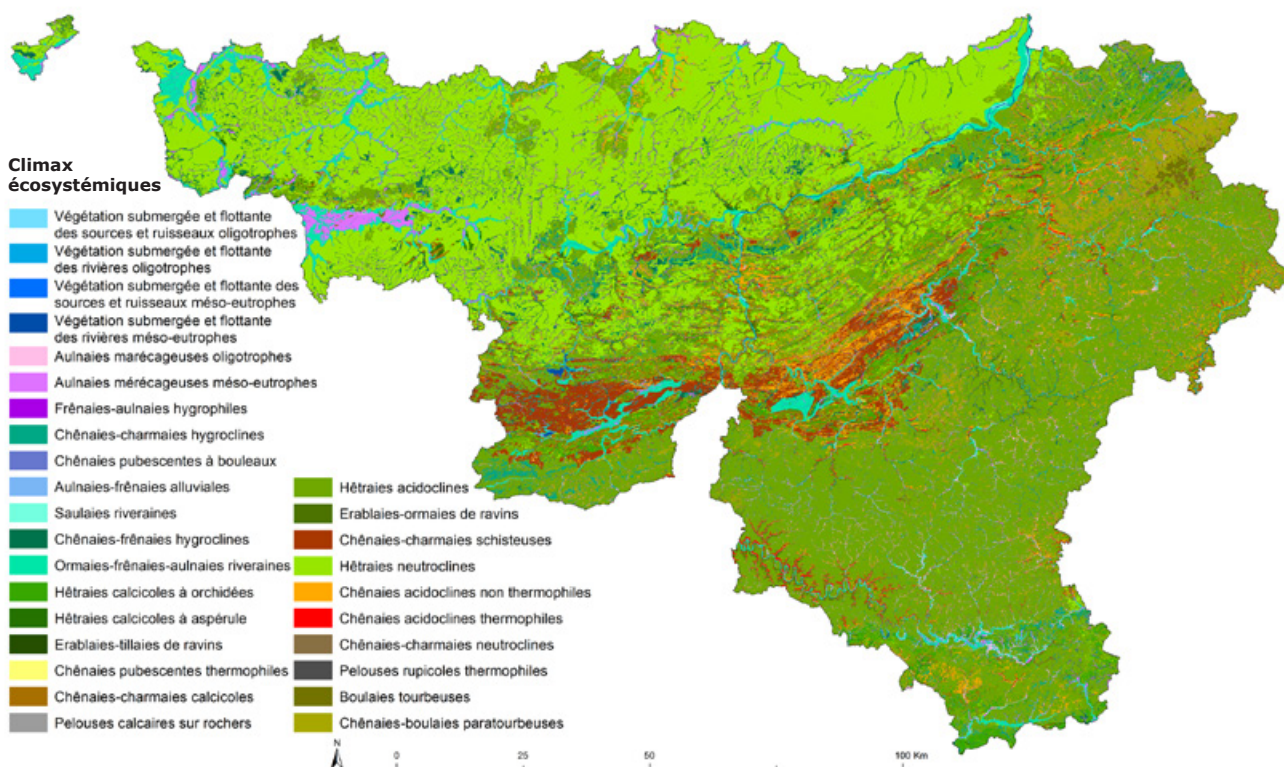 Climax
écosystémiques
Végétation submergée et flottante
des sources et ruisseaux oligotrophes
Végétation submergée et flottante
des rivières oligotrophes
Végétation submergée et flottante des
sources et ruisseaux méso-eutrophes
Végétation submergée et flottante
des rivières méso-eutrophes
Aulnaies marécageuses oligotrophes
Aulnaies mérécageuses méso-eutrophes
Frênaies-aulnaies hygrophiles
Chênaies-charmaies hygroclines
Chênaies pubescentes à bouleaux
Aulnaies-frênaies alluviales
Saulaies riveraines
Chênaies-frênaies hygroclines
Ormaies-frênaies-aulnaies riveraines
Hêtraies calcicoles à orchidées
Hêtraies calcicoles à aspérule
Erablaies-tillaies de ravins
Chênaies pubescentes thermophiles
Chênaies-charmaies calcicoles
Pelouses calcaires sur rochers
Hêtraies acidoclines
Erablaies-ormaies de ravins
Chênaies-charmaies schisteuses
Hêtraies neutroclines
Chênaies acidoclines non thermophiles
Chênaies acidoclines thermophiles
Chênaies-charmaies neutroclines
Pelouses rupicoles thermophiles
Boulaies tourbeuses
Chênaies-boulaies paratourbeuses
N
0 25 50 100 Km